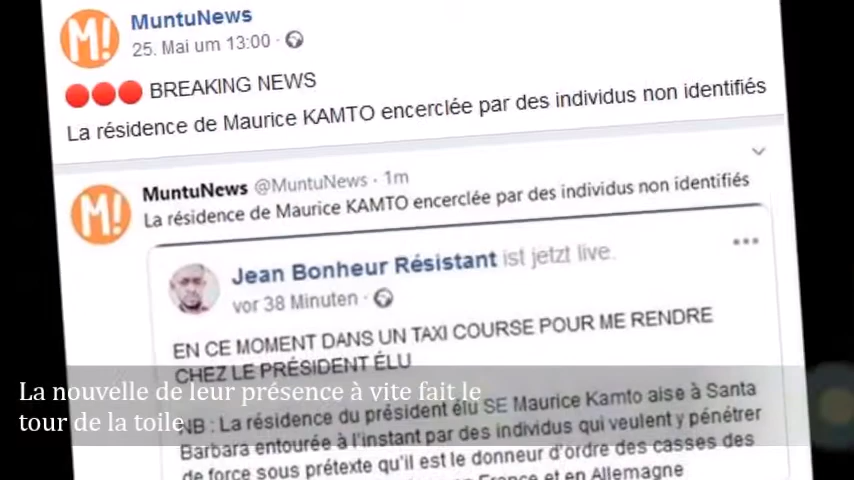 MuntuNews
25. Mai um 13:00 ·
BREAKING NEWS
La résidence de Maurice KAMTO encerclée par des individus non identifiés
M!
MuntuNews @MuntuNews · 1m
La résidence de Maurice KAMTO encerclée par des individus non identifiés
M!
Jean Bonheur Résistant ist jetzt live.
vor 38 Minuten ·
EN CE MOMENT DANS UN TAXI COURSE POUR ME RENDRE
CHEZ LE PRÉSIDENT ÉLU
La nouvelle de leur présence à vite fait le
tour de la toile
NB : La résidence du président élu SE Maurice Kamto aise à Santa
Barbara entourée à l'instant par des individus qui veulent y pénétrer
de force sous prétexte qu'il est le donneur d'ordre des casses des
en France et en Allemagne